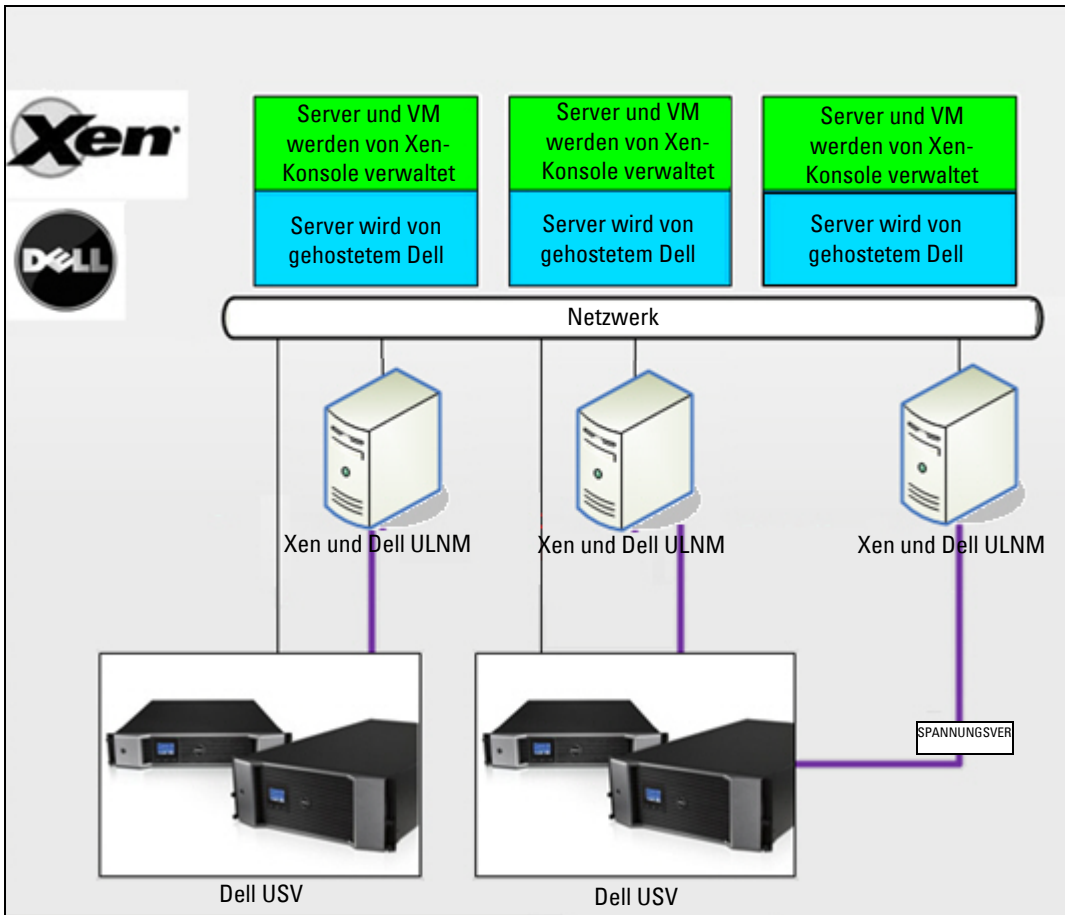 Xen
DELL
Server und VM
werden von Xen-
Konsole verwaltet
Server und VM
werden von Xen-
Konsole verwaltet
Server und VM
werden von Xen-
Konsole verwaltet
Server wird von
gehostetem Dell
Server wird von
gehostetem Dell
Server wird von
gehostetem Dell
Netzwerk
Xen und Dell ULNM
Xen und Dell ULNM
Xen und Dell ULNM
SPANNUNGSVER
Dell USV
Dell USV